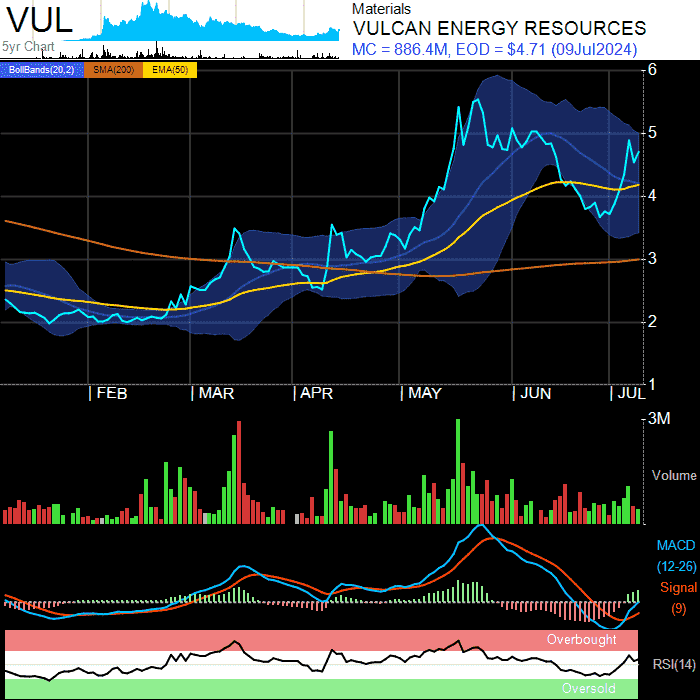 VUL
5yr Chart
Materials
VULCAN ENERGY RESOURCES
MC = 886.4M, EOD = $4.71 (09Jul2024)
BollBands(20,2) SMA(200) EMA(50)
6
5
4
3
2
1
FEB MAR APR MAY JUN JUL
3M
Volume
MACD
(12-26)
Signal
(9)
Overbought
RSI(14)
Oversold